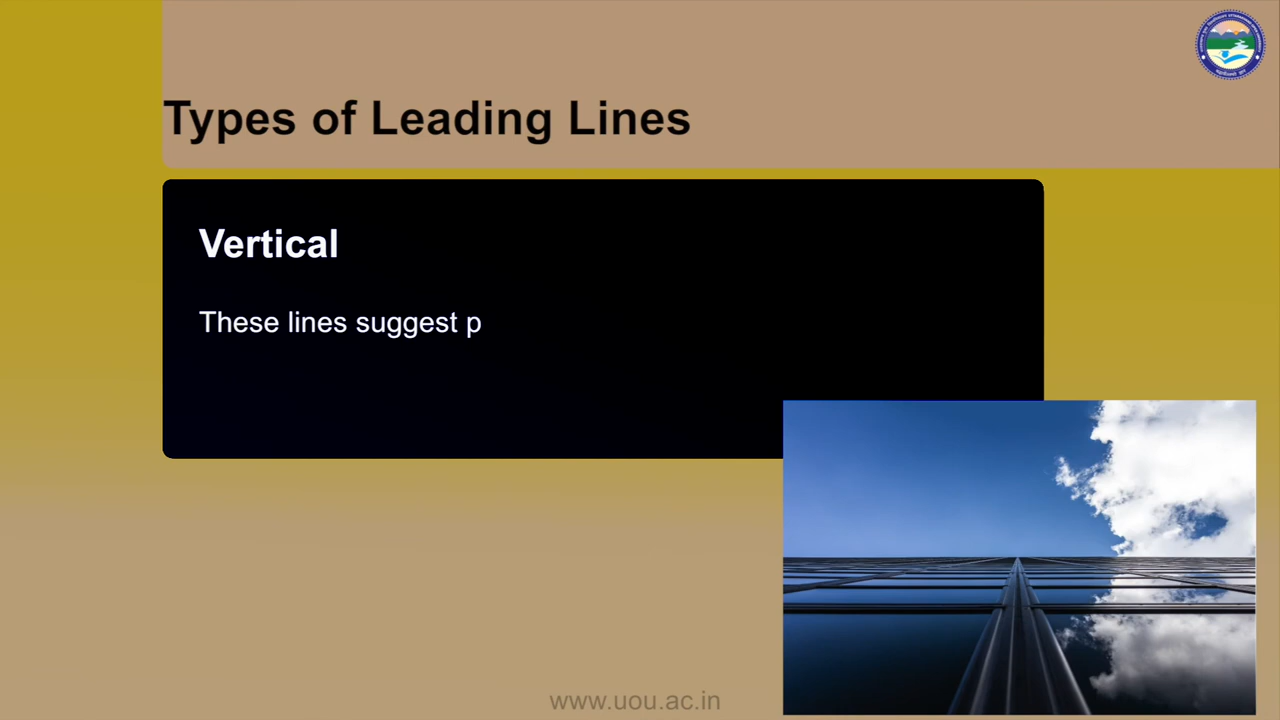 Types of Leading Lines
Vertical
These lines suggest p
www.uou.ac.in